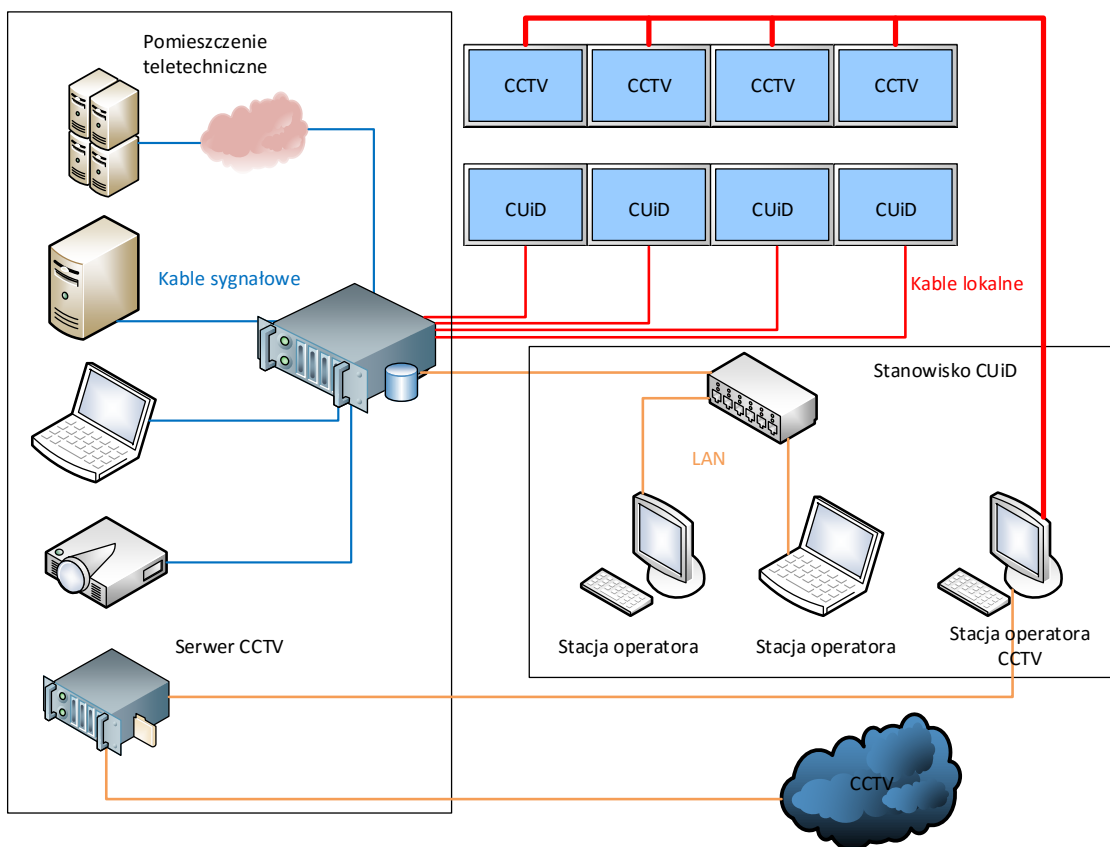 Pomieszczenie
teletechniczne
CCTV
CCTV
CCTV
CCTV
CUiD
CUiD
CUiD
CUiD
Kable sygnałowe
Kable lokalne
Stanowisko CUiD
LAN
Stacja operatora
Stacja operatora
Stacja operatora
CCTV
Serwer CCTV
CCTV